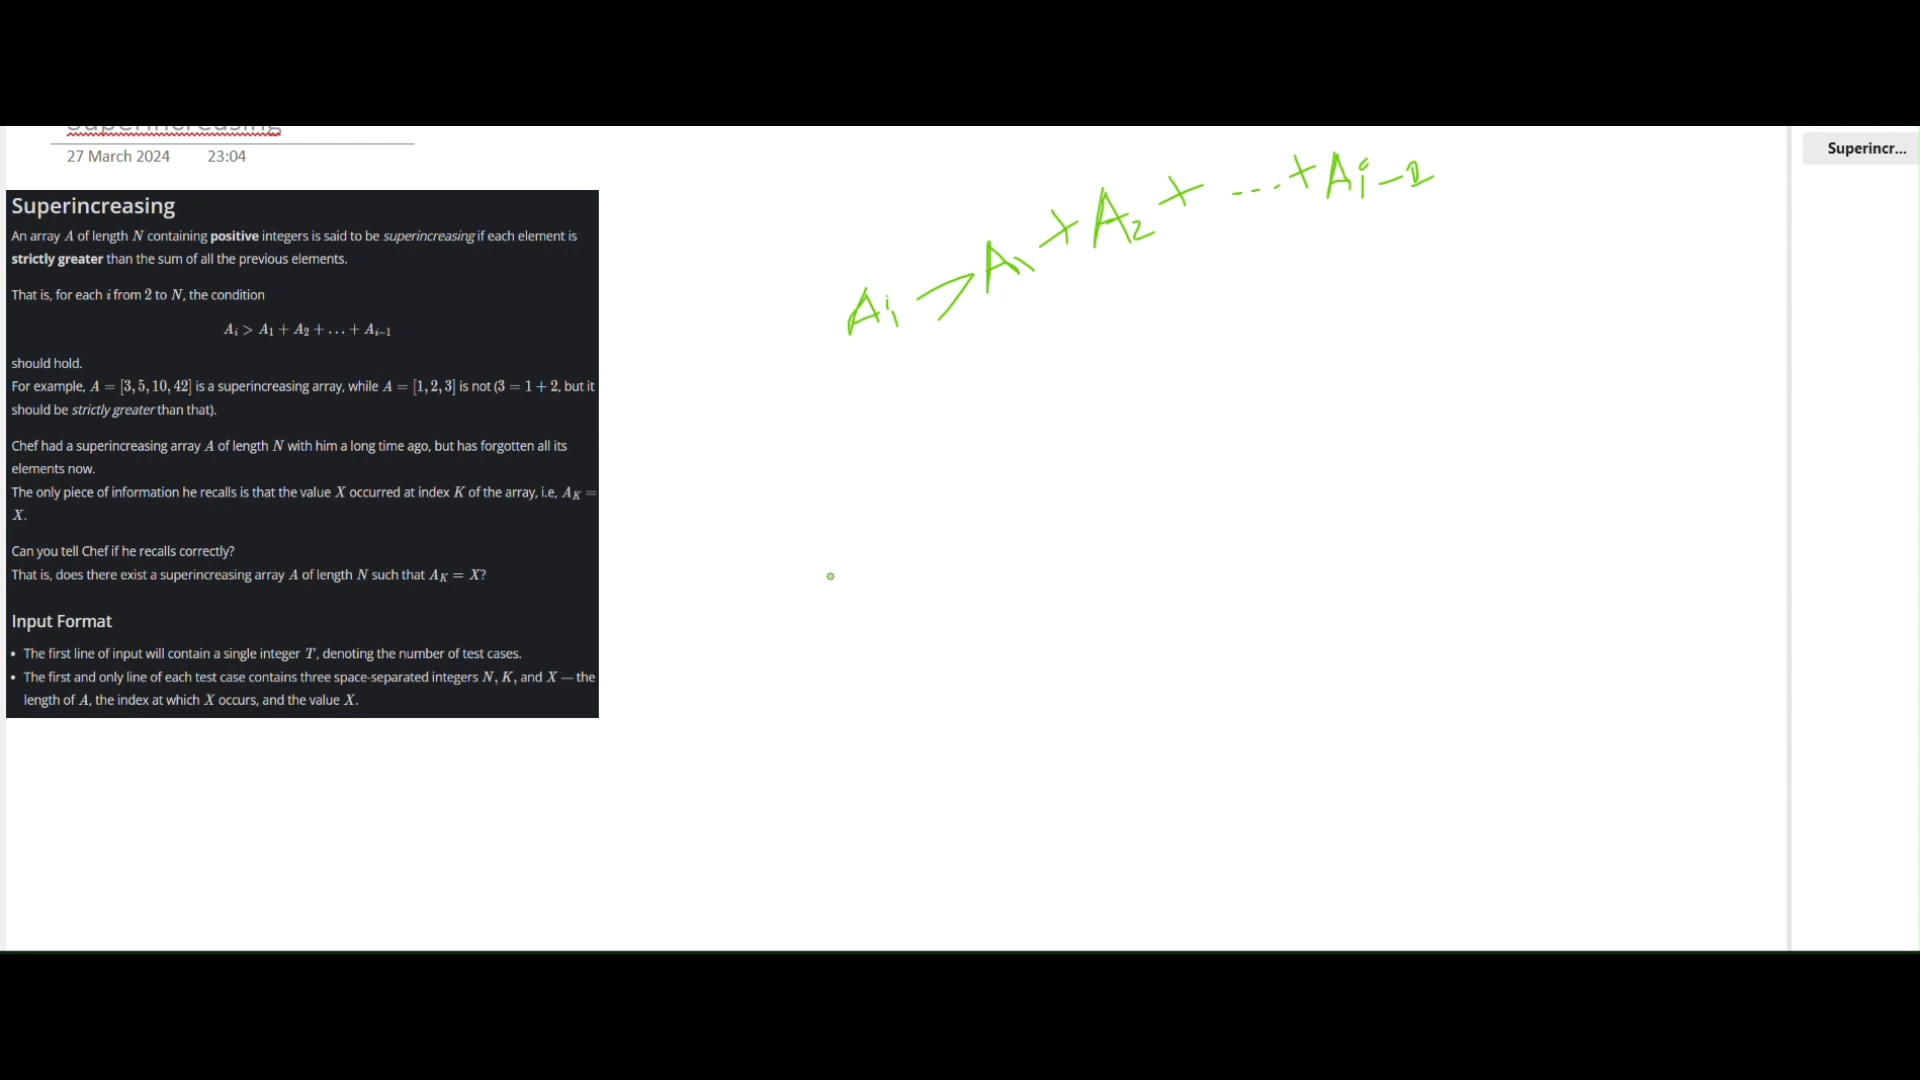 Superincreasing
27 March 2024 23:04
Superincr...
Superincreasing
An array A of length N containing positive integers is said to be superincreasing if each element is
strictly greater than the sum of all the previous elements.
That is, for each i from 2 to N, the condition
Aᵢ > A₁ + A₂ + … + Aᵢ₋₁
should hold.
For example, A = [3, 5, 10, 42] is a superincreasing array, while A = [1, 2, 3] is not (3 = 1 + 2, but it
should be strictly greater than that).
Chef had a superincreasing array A of length N with him a long time ago, but has forgotten all its
elements now.
The only piece of information he recalls is that the value X occurred at index K of the array, i.e, A_K =
X.
Can you tell Chef if he recalls correctly?
That is, does there exist a superincreasing array A of length N such that A_K = X?
Input Format
• The first line of input will contain a single integer T, denoting the number of test cases.
• The first and only line of each test case contains three space-separated integers N, K, and X — the
length of A, the index at which X occurs, and the value X.
Aᵢ > A₁ + A₂ + ... + Aᵢ₋₁